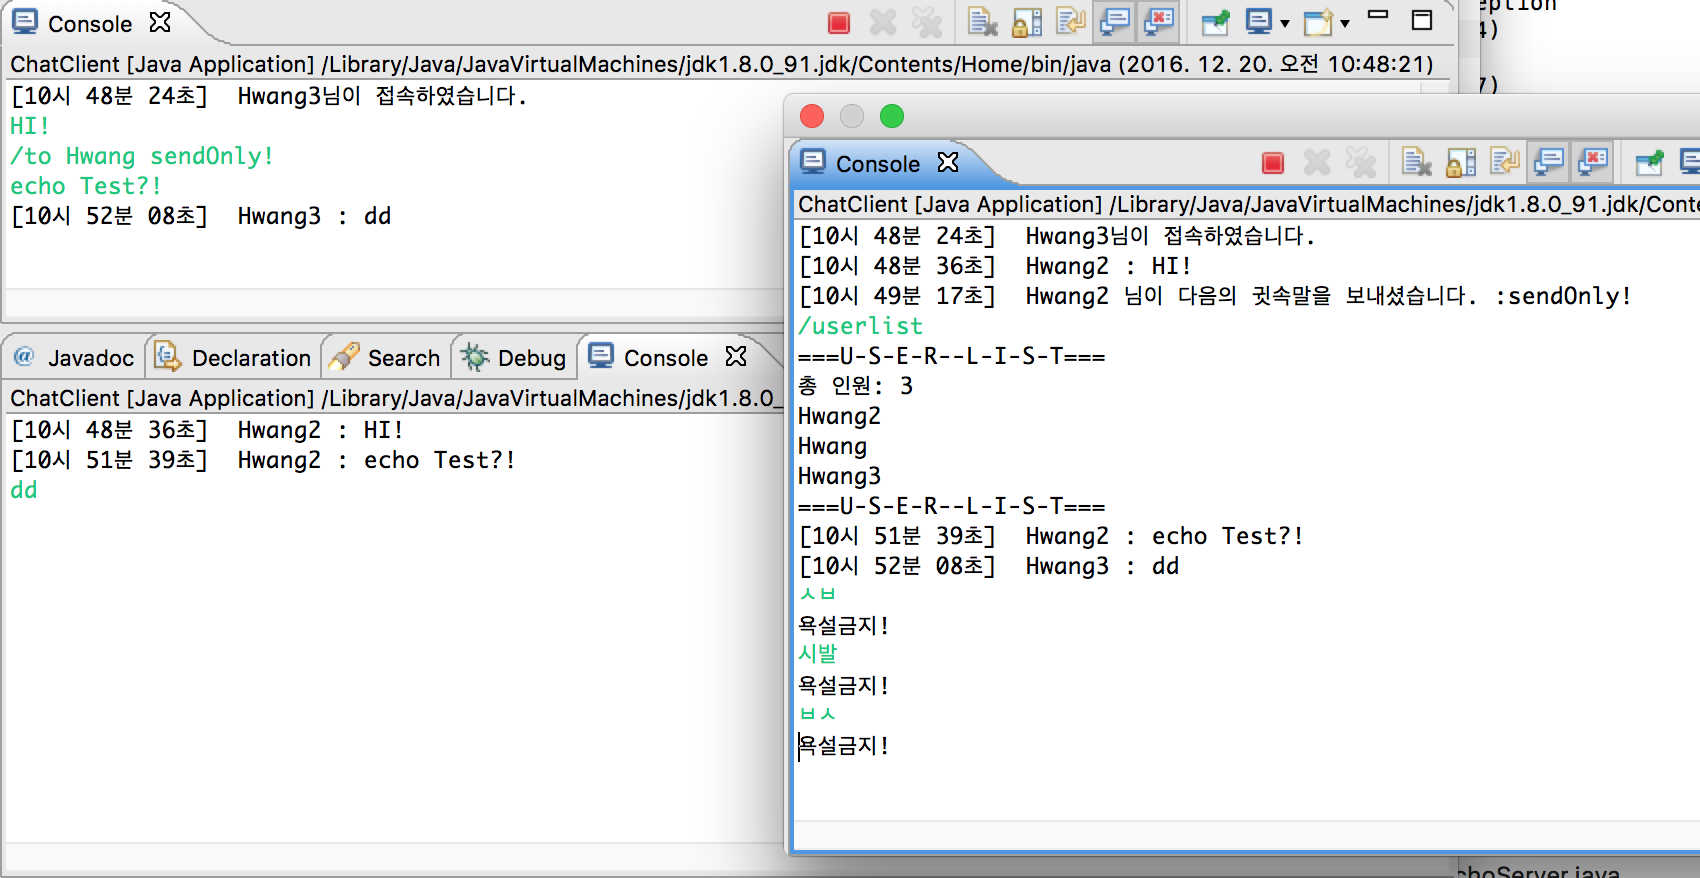 Console
ChatClient [Java Application] /Library/Java/JavaVirtualMachines/jdk1.8.0_91.jdk/Contents/Home/bin/java (2016. 12. 20. 오전 10:48:21)
[10시 48분 24초]  Hwang3님이 접속하였습니다.
HI!
/to Hwang sendOnly!
echo Test?!
[10시 52분 08초]  Hwang3 : dd
@ Javadoc Declaration Search Debug Console
ChatClient [Java Application] /Library/Java/JavaVirtualMachines/jdk1.8.0_
[10시 48분 36초]  Hwang2 : HI!
[10시 51분 39초]  Hwang2 : echo Test?!
dd
Console
ChatClient [Java Application] /Library/Java/JavaVirtualMachines/jdk1.8.0_91.jdk/Conte
[10시 48분 24초]  Hwang3님이 접속하였습니다.
[10시 48분 36초]  Hwang2 : HI!
[10시 49분 17초]  Hwang2 님이 다음의 귓속말을 보내셨습니다. :sendOnly!
/userlist
===U-S-E-R--L-I-S-T===
총 인원: 3
Hwang2
Hwang
Hwang3
===U-S-E-R--L-I-S-T===
[10시 51분 39초]  Hwang2 : echo Test?!
[10시 52분 08초]  Hwang3 : dd
ㅅㅂ
욕설금지!
시발
욕설금지!
ㅂㅅ
욕설금지!
eption
4)
7)
choServer.java